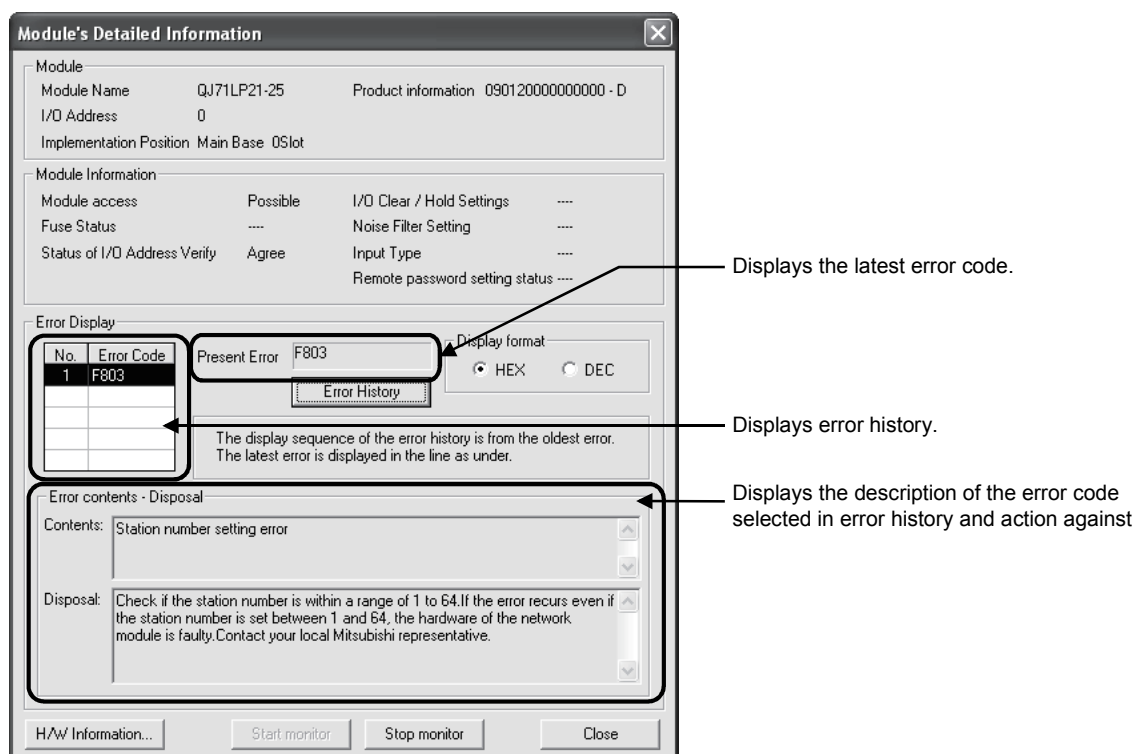 Module's Detailed Information
Module
Module Name QJ71LP21-25 Product information 090120000000000 - D
I/O Address 0
Implementation Position Main Base 0Slot
Module Information
Module access Possible I/O Clear / Hold Settings ----
Fuse Status ---- Noise Filter Setting ----
Status of I/O Address Verify Agree Input Type ----
Remote password setting status ----
Displays the latest error code.
Error Display
No. Error Code
1 F803
Present Error F803
Display format
HEX DEC
Error History
The display sequence of the error history is from the oldest error.
The latest error is displayed in the line as under.
Displays error history.
Error contents - Disposal
Contents: Station number setting error
Disposal: Check if the station number is within a range of 1 to 64.If the error recurs even if
the station number is set between 1 and 64, the hardware of the network
module is faulty.Contact your local Mitsubishi representative.
Displays the description of the error code
selected in error history and action against
H/W Information... Start monitor Stop monitor Close